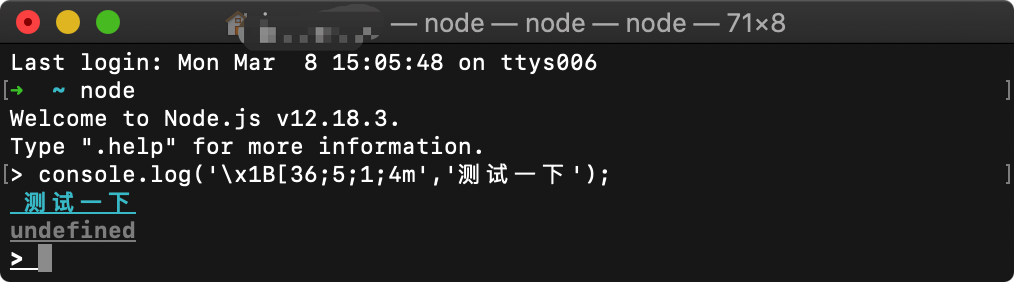 — node — node — node — 71×8
Last login: Mon Mar  8 15:05:48 on ttys006
[➜  ~ node ]
Welcome to Node.js v12.18.3.
Type ".help" for more information.
[> console.log('\x1B[36;5;1;4m','测试一下'); ]
测试一下
undefined
>